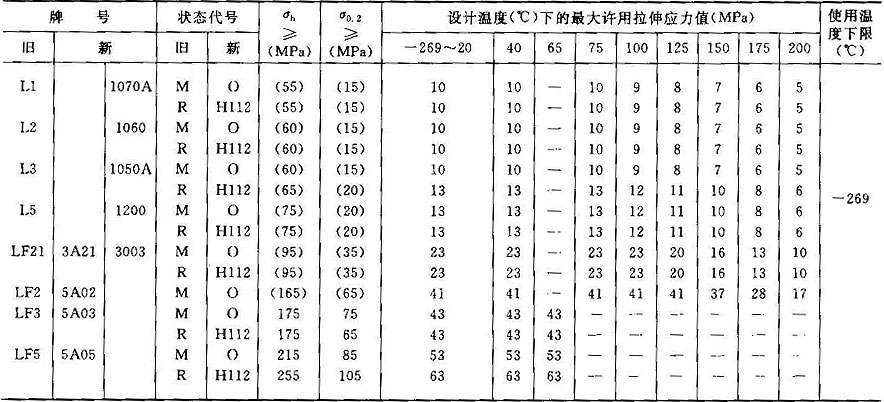 牌 号 状态代号 σb ≥ (MPa) σ0.2 ≥ (MPa) 设计温度(℃)下的最大许用拉伸应力值(MPa) 使用温度下限(℃)
旧 新 旧 新 -269～20 40 65 75 100 125 150 175 200
L1 1070A M O (55) (15) 10 10 — 10 9 8 7 6 5
R H112 (55) (15) 10 10 — 10 9 8 7 6 5
L2 1060 M O (60) (15) 10 10 — 10 9 8 7 6 5
R H112 (60) (15) 10 10 — 10 9 8 7 6 5
L3 1050A M O (60) (15) 10 10 — 10 9 8 7 6 5
R H112 (65) (20) 13 13 — 13 12 11 10 8 6
L5 1200 M O (75) (20) 13 13 — 13 12 11 10 8 6
-269
R H112 (75) (20) 13 13 — 13 12 11 10 8 6
LF21 3A21 3003 M O (95) (35) 23 23 — 23 23 20 16 13 10
R H112 (95) (35) 23 23 — 23 23 20 16 13 10
LF2 5A02 M O (165) (65) 41 41 — 41 41 41 37 28 17
LF3 5A03 M O 175 75 43 43 43 — — — — — —
R H112 175 65 43 43 43 — — — — — —
LF5 5A05 M O 215 85 53 53 53 — — — — — —
R H112 255 105 63 63 63 — — — — — —